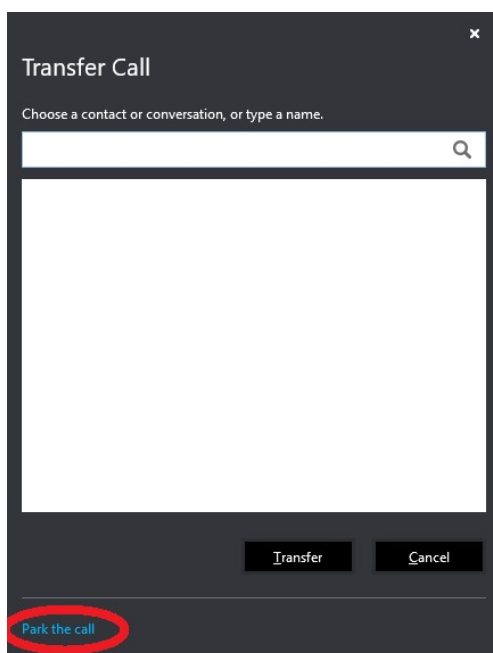 Transfer Call
Choose a contact or conversation, or type a name.
Transfer
Cancel
Park the call